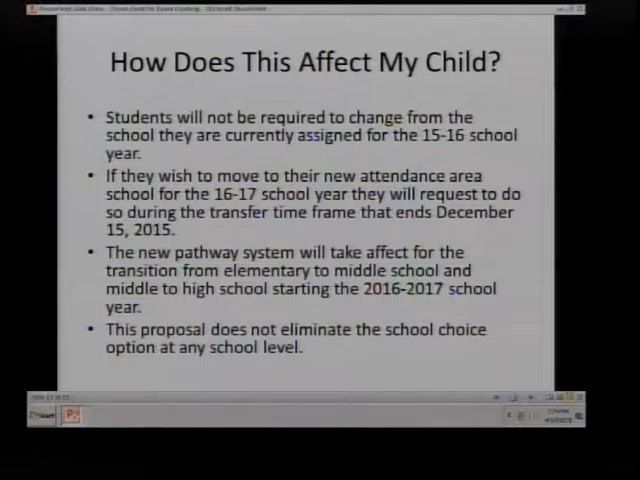 How Does This Affect My Child?
• Students will not be required to change from the
school they are currently assigned for the 15-16 school
year.
• If they wish to move to their new attendance area
school for the 16-17 school year they will request to do
so during the transfer time frame that ends December
15, 2015.
• The new pathway system will take affect for the
transition from elementary to middle school and
middle to high school starting the 2016-2017 school
year.
• This proposal does not eliminate the school choice
option at any school level.
Start